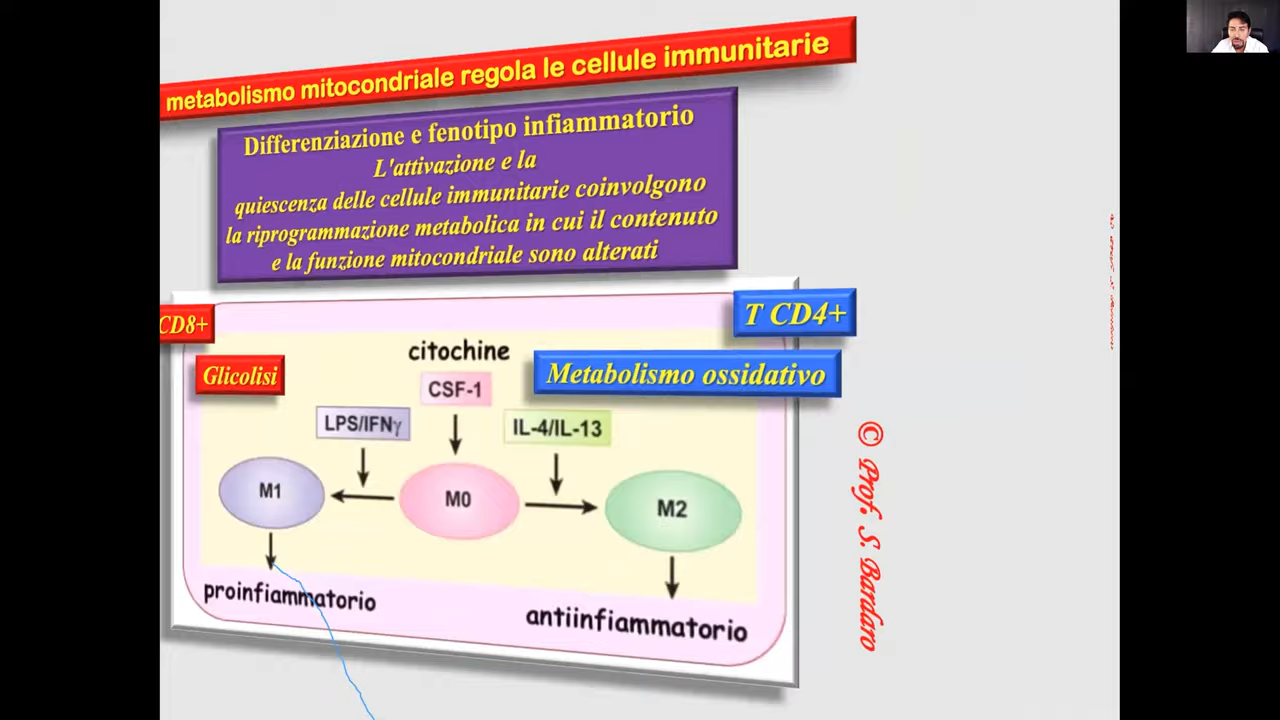 metabolismo mitocondriale regola le cellule immunitarie
Differenziazione e fenotipo infiammatorio
L'attivazione e la
quiescenza delle cellule immunitarie coinvolgono
la riprogrammazione metabolica in cui il contenuto
e la funzione mitocondriale sono alterati
CD8+
T CD4+
Glicolisi
citochine
Metabolismo ossidativo
CSF-1
LPS/IFNγ
IL-4/IL-13
M1
M0
M2
proinfiammatorio
antiinfiammatorio
© Prof. S. Bardaro